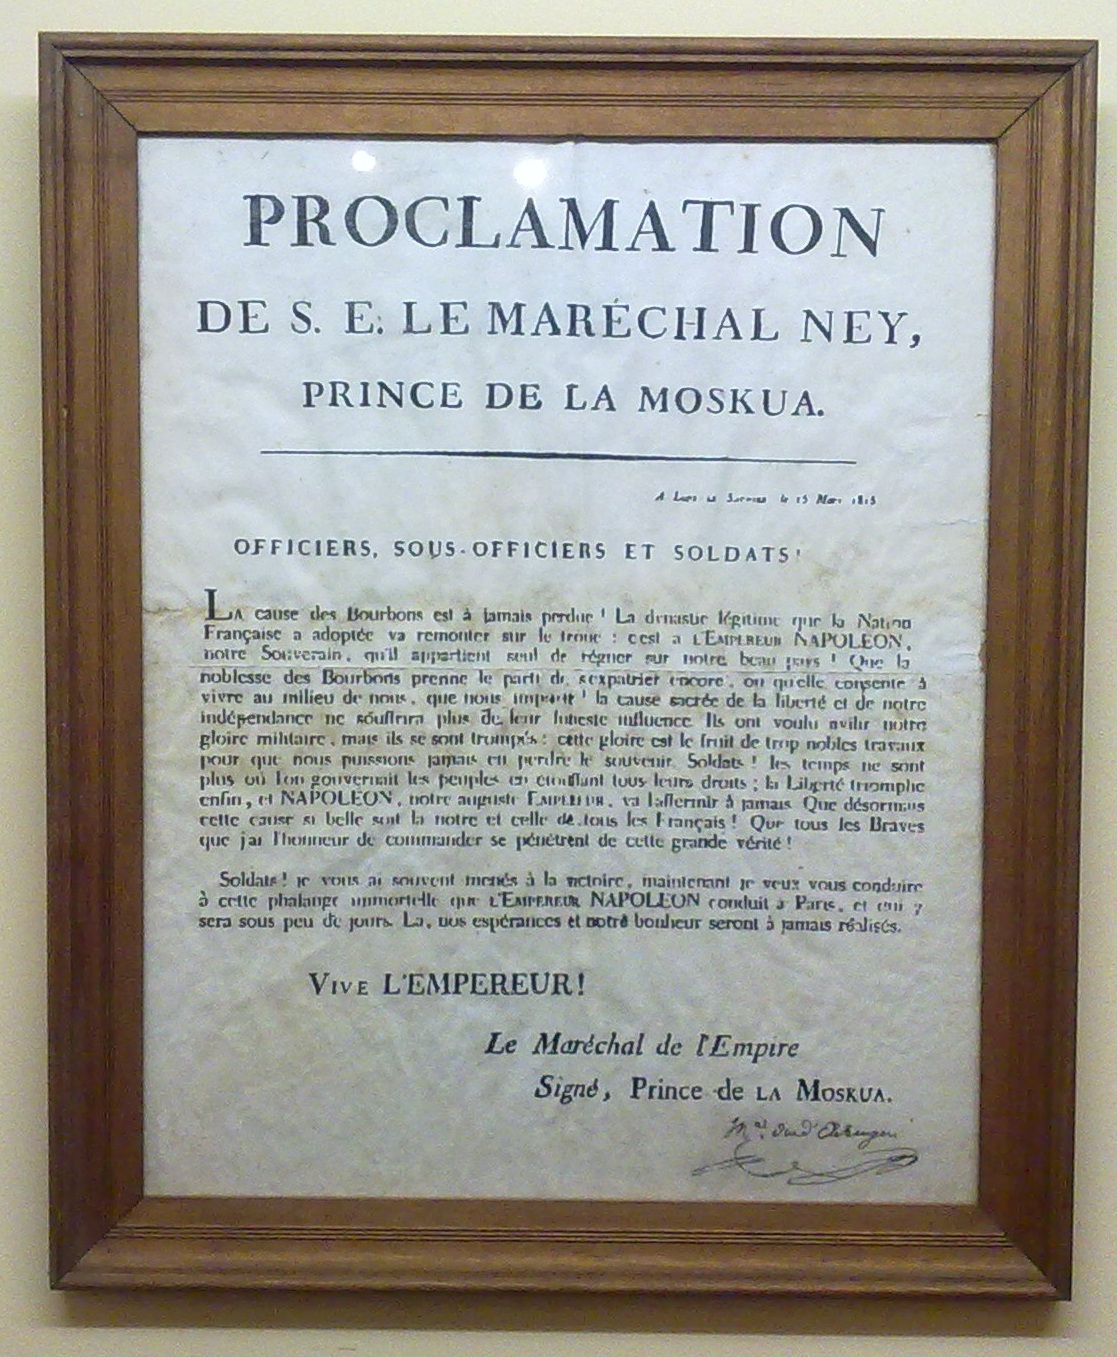 PROCLAMATION
DE S. E. LE MARÉCHAL NEY,
PRINCE DE LA MOSKUA.
A le 15 Mars 1815
OFFICIERS, SOUS-OFFICIERS ET SOLDATS!
LA cause des Bourbons est à jamais perdue! La légitime que la Nation
Française a adoptée va remonter sur le trône: c'est a L'EMPEREUR NAPOLEON,
notre Souverain, qu'il appartient seul de régner sur notre beau pays! Que la
noblesse des Bourbons prenne le parti de s'expatrier encore, ou qu'elle consente à
vivre au milieu de nous, que nous importe! la cause sacrée de la liberté et de notre
indépendance ne souffrira plus de leur funeste influence. Ils ont voulu avilir notre
gloire militaire, mais ils se sont trompés: cette gloire est le fruit de trop nobles travaux
pour que nous puissions jamais en perdre le souvenir. Soldats! les temps ne sont
plus où l'on gouvernait les peuples en étouffant tous leurs droits; la Liberté triomphe
enfin, et NAPOLEON, notre auguste EMPEREUR, va l'affermir à jamais. Que désormais
cette cause si belle soit la notre et celle de tous les Français! Que tous les Braves
que j'ai l'honneur de commander se pénètrent de cette grande vérité!
Soldats! je vous ai souvent menés à la victoire, maintenant je veux vous conduire
à cette phalange immortelle que L'EMPEREUR NAPOLEON conduit à Paris, et qui y
sera sous peu de jours. La, nos espérances et notre bonheur seront à jamais réalisés.
VIVE L'EMPEREUR!
Le Maréchal de l'Empire
Signé, Prince de LA MOSKUA.